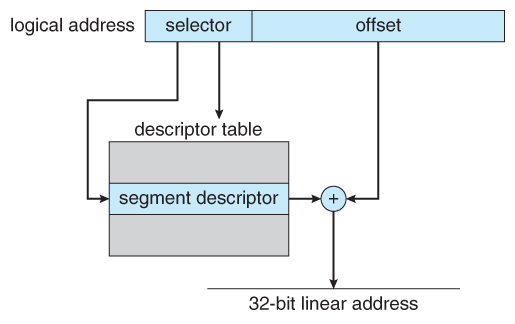 logical address selector offset
descriptor table
segment descriptor +
32-bit linear address